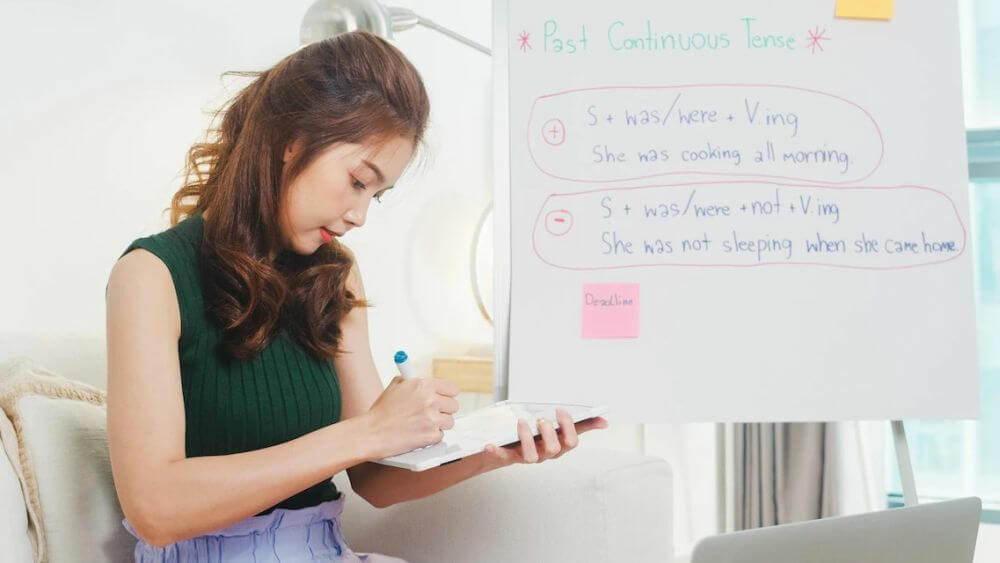 * Past Continuous Tense *
+ S + was/were + V.ing
She was cooking all morning.
- S + was/were + not + V.ing
She was not sleeping when she came home.
Deadline